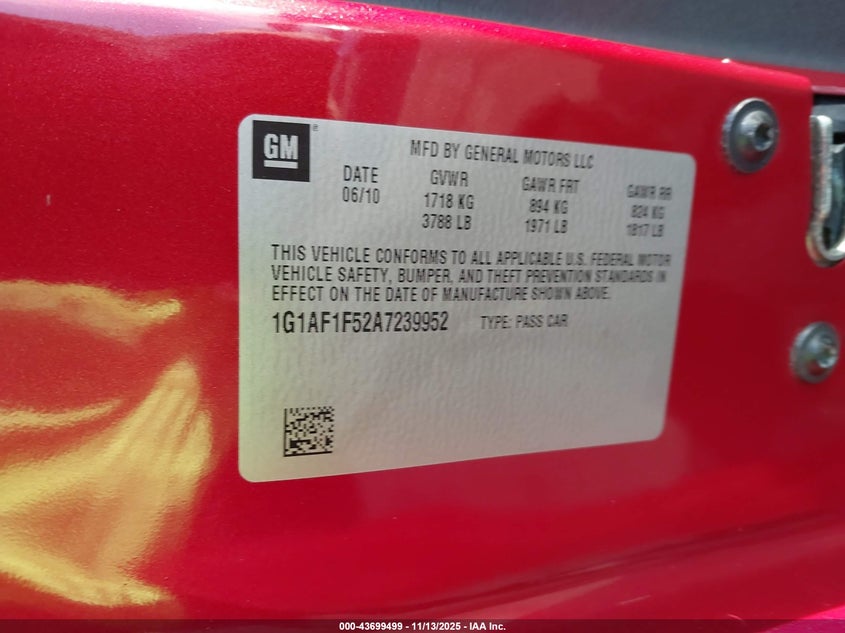 GM®
MFD BY GENERAL MOTORS LLC
DATE GVWR GAWR FRT GAWR RR
06/10 1718 KG 894 KG 824 KG
3788 LB 1971 LB 1817 LB
THIS VEHICLE CONFORMS TO ALL APPLICABLE U.S. FEDERAL MOTOR
VEHICLE SAFETY, BUMPER, AND THEFT PREVENTION STANDARDS IN
EFFECT ON THE DATE OF MANUFACTURE SHOWN ABOVE.
1G1AF1F52A7239952 TYPE: PASS CAR
000-43699499 - 11/13/2025 - IAA Inc.